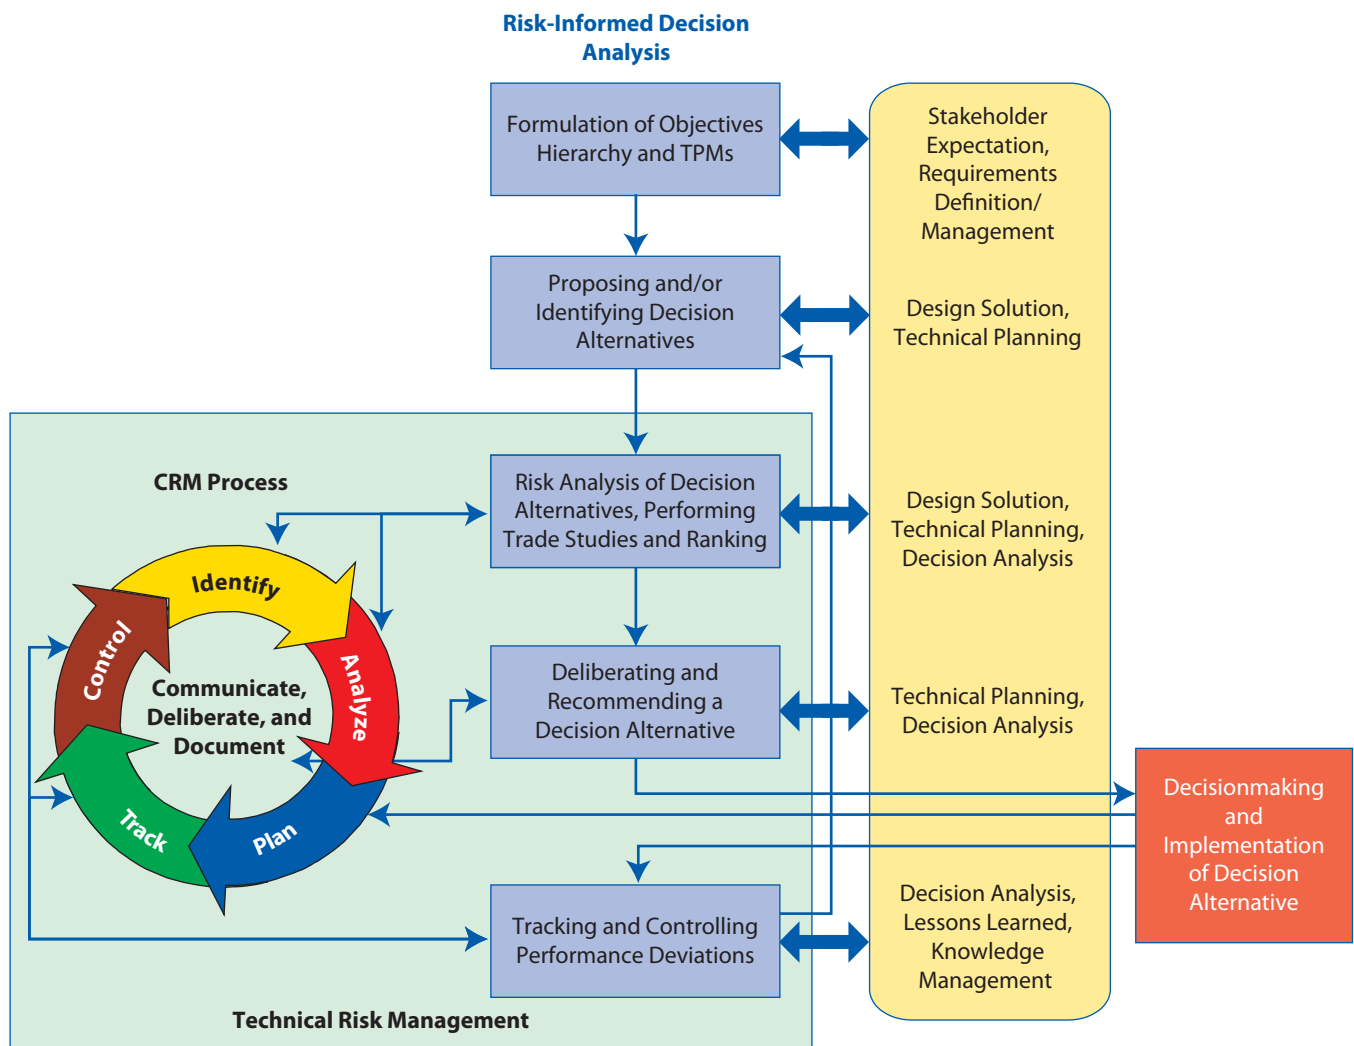 Risk-Informed Decision
Analysis
Formulation of Objectives
Hierarchy and TPMs
Stakeholder
Expectation,
Requirements
Definition/
Management
Proposing and/or
Identifying Decision
Alternatives
Design Solution,
Technical Planning
CRM Process
Risk Analysis of Decision
Alternatives, Performing
Trade Studies and Ranking
Design Solution,
Technical Planning,
Decision Analysis
Identify
Analyze
Plan
Track
Control
Communicate,
Deliberate, and
Document
Deliberating and
Recommending a
Decision Alternative
Technical Planning,
Decision Analysis
Decisionmaking
and
Implementation
of Decision
Alternative
Tracking and Controlling
Performance Deviations
Decision Analysis,
Lessons Learned,
Knowledge
Management
Technical Risk Management